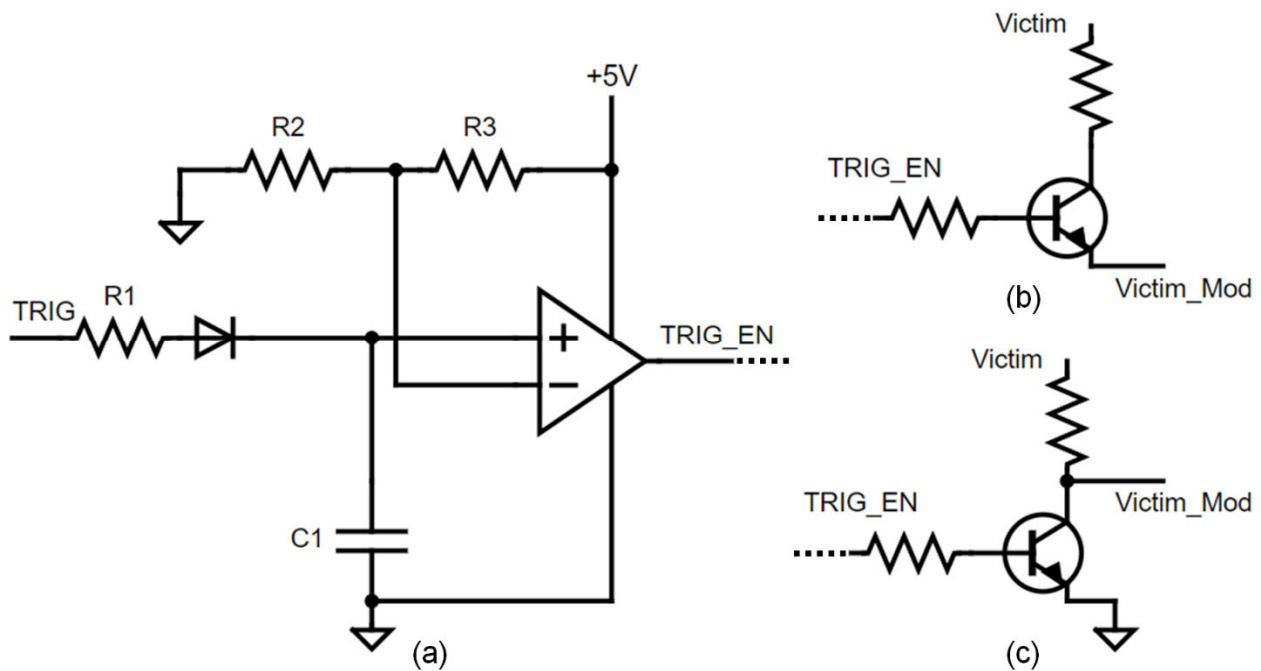 +5V
R2
R3
TRIG
R1
+
−
TRIG_EN
C1
(a)
Victim
TRIG_EN
Victim_Mod
(b)
Victim
TRIG_EN
Victim_Mod
(c)